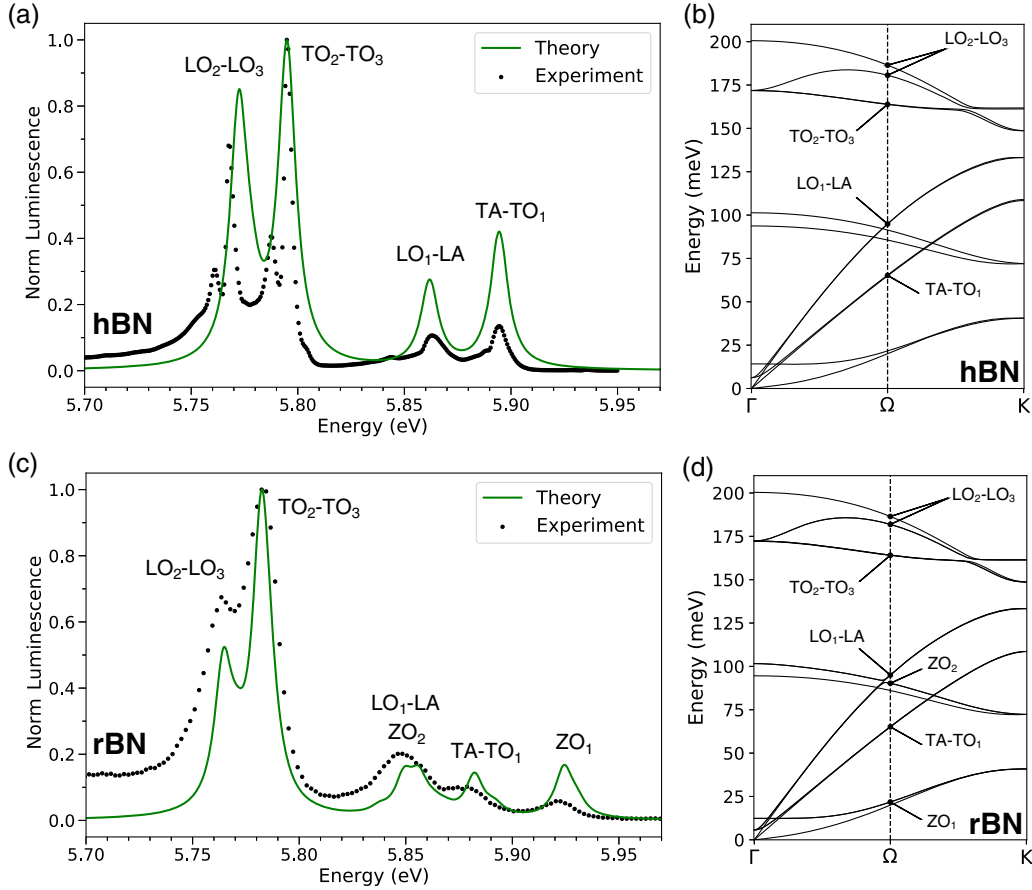 (a)
1.0
0.8
0.6
0.4
0.2
0.0
Norm Luminescence
LO₂-LO₃
TO₂-TO₃
LO₁-LA
TA-TO₁
Theory
Experiment
hBN
5.70
5.75
5.80
5.85
5.90
5.95
Energy (eV)
(b)
200
175
150
125
100
75
50
25
0
Energy (meV)
LO₂-LO₃
TO₂-TO₃
LO₁-LA
TA-TO₁
hBN
Γ
Ω
K
(c)
1.0
0.8
0.6
0.4
0.2
0.0
Norm Luminescence
TO₂-TO₃
LO₂-LO₃
LO₁-LA
ZO₂
TA-TO₁
ZO₁
Theory
Experiment
rBN
5.70
5.75
5.80
5.85
5.90
5.95
Energy (eV)
(d)
200
175
150
125
100
75
50
25
0
Energy (meV)
LO₂-LO₃
TO₂-TO₃
LO₁-LA
ZO₂
TA-TO₁
ZO₁
rBN
Γ
Ω
K